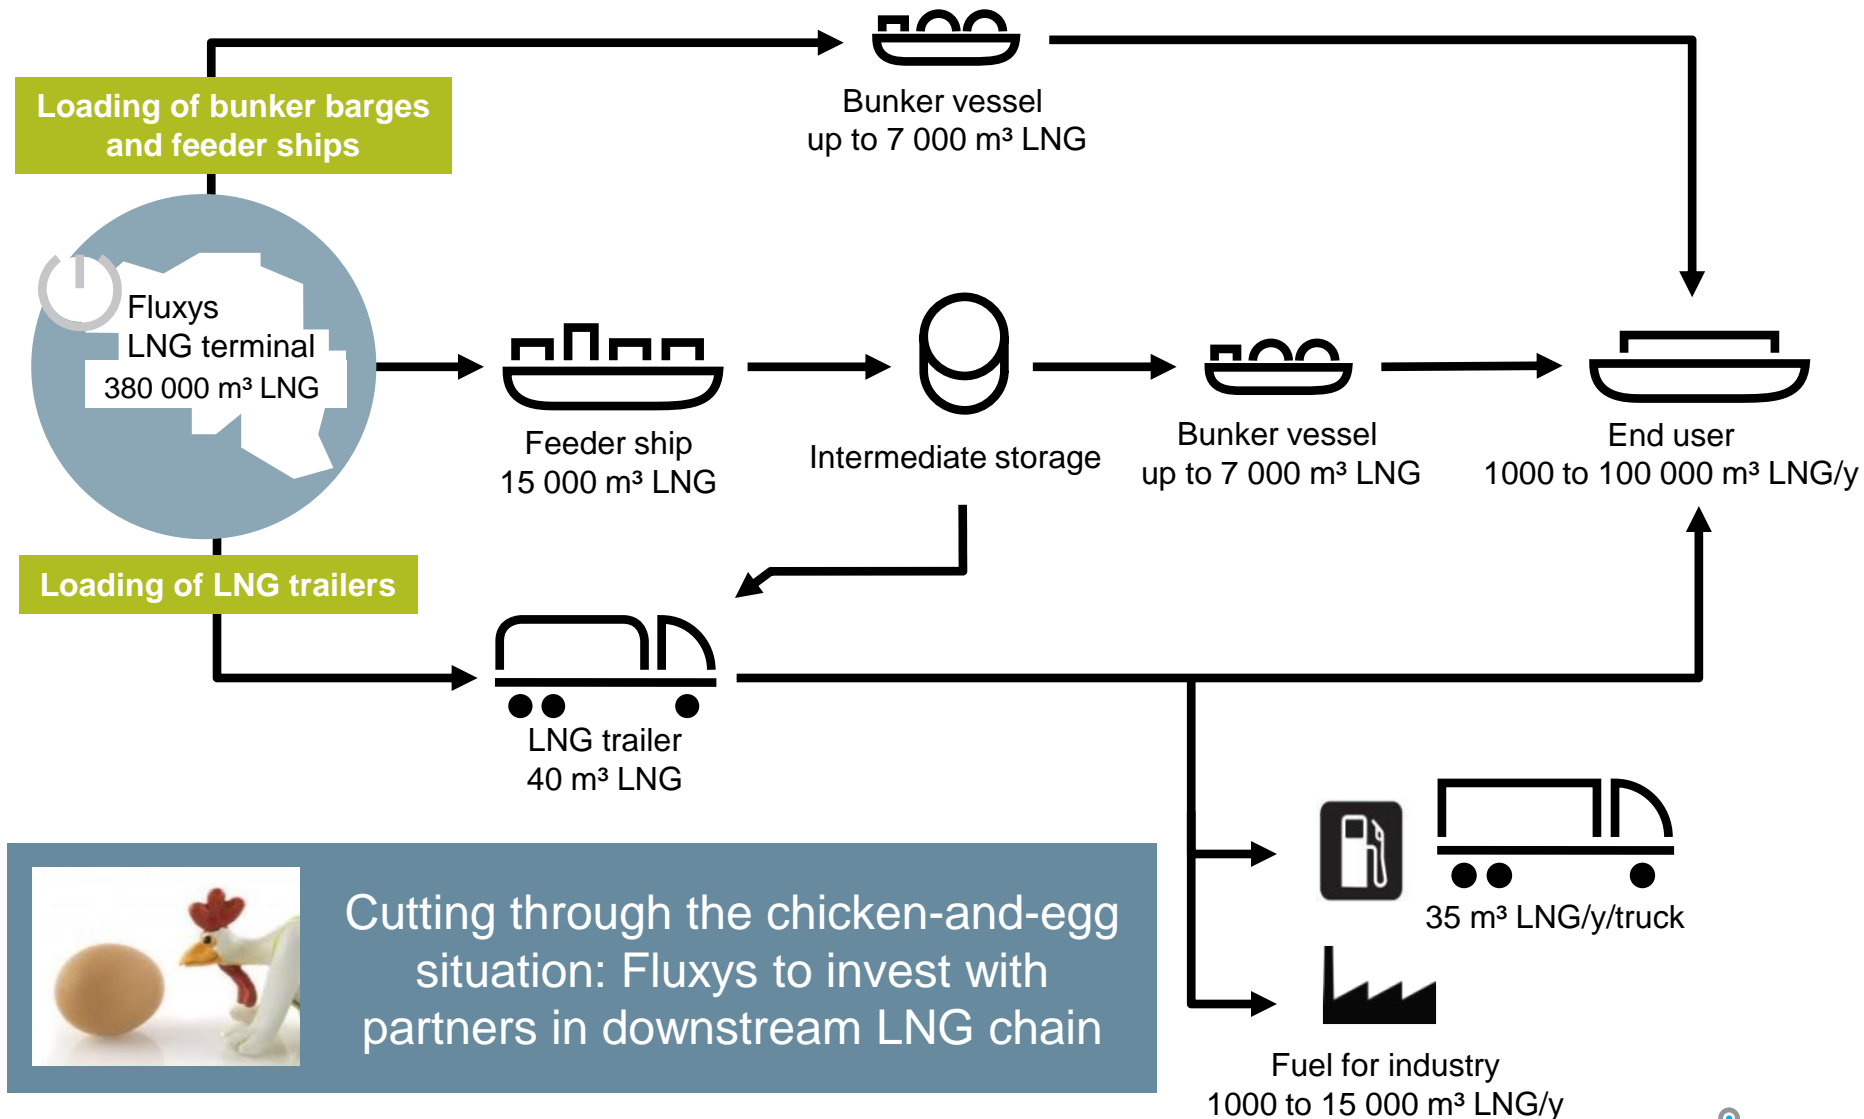 Loading of bunker barges
and feeder ships
Bunker vessel
up to 7 000 m³ LNG
Fluxys
LNG terminal
380 000 m³ LNG
Feeder ship
15 000 m³ LNG
Intermediate storage
Bunker vessel
up to 7 000 m³ LNG
End user
1000 to 100 000 m³ LNG/y
Loading of LNG trailers
LNG trailer
40 m³ LNG
35 m³ LNG/y/truck
Fuel for industry
1000 to 15 000 m³ LNG/y
Cutting through the chicken-and-egg
situation: Fluxys to invest with
partners in downstream LNG chain